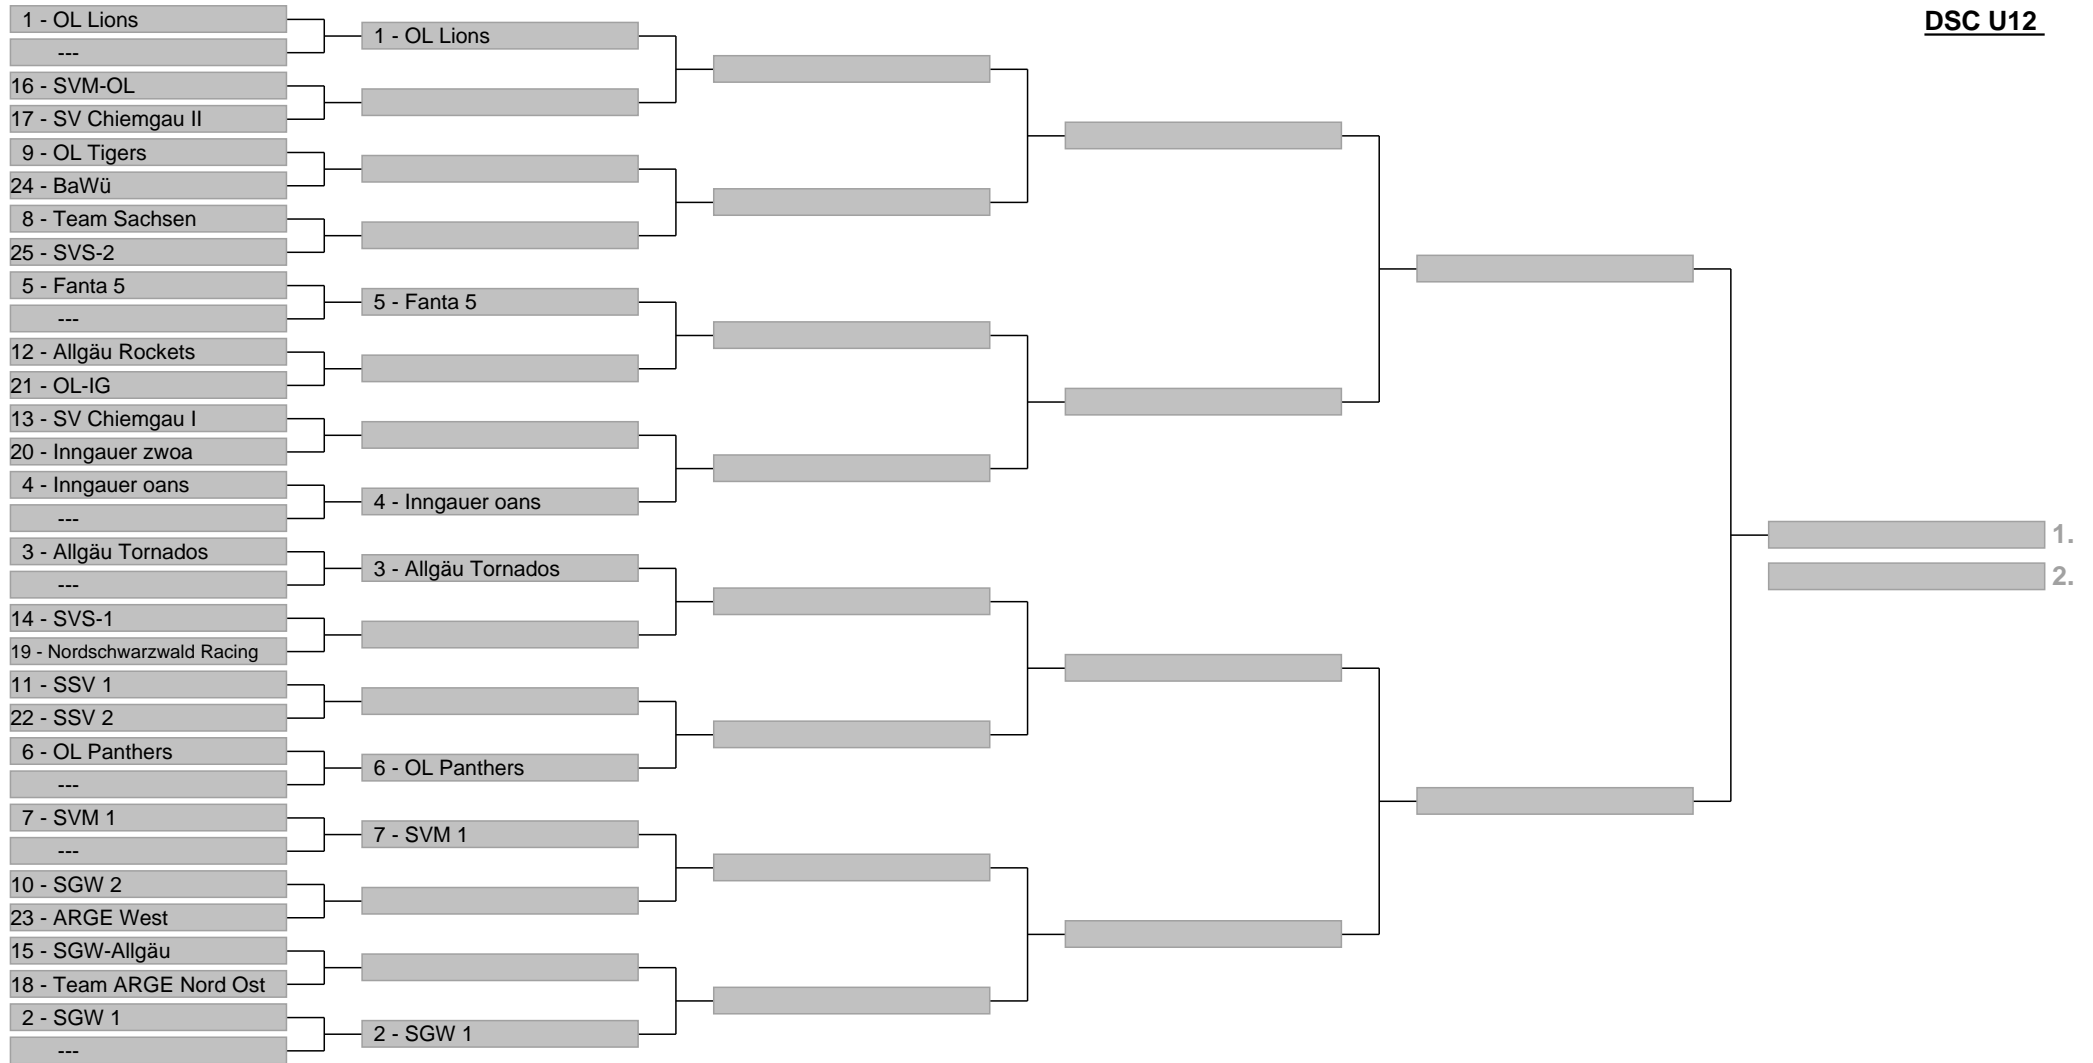 DSC U12
1 - OL Lions
---
16 - SVM-OL
17 - SV Chiemgau II
9 - OL Tigers
24 - BaWü
8 - Team Sachsen
25 - SVS-2
5 - Fanta 5
---
12 - Allgäu Rockets
21 - OL-IG
13 - SV Chiemgau I
20 - Inngauer zwoa
4 - Inngauer oans
---
3 - Allgäu Tornados
---
14 - SVS-1
19 - Nordschwarzwald Racing
11 - SSV 1
22 - SSV 2
6 - OL Panthers
---
7 - SVM 1
---
10 - SGW 2
23 - ARGE West
15 - SGW-Allgäu
18 - Team ARGE Nord Ost
2 - SGW 1
---
1 - OL Lions
5 - Fanta 5
4 - Inngauer oans
3 - Allgäu Tornados
6 - OL Panthers
7 - SVM 1
2 - SGW 1
1.
2.